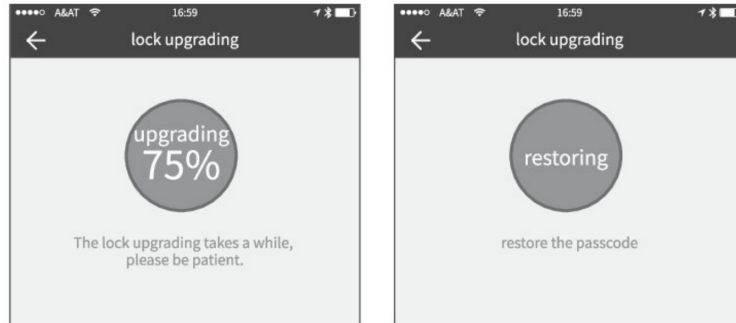 A&AT 16:59
lock upgrading
upgrading
75%
The lock upgrading takes a while,
please be patient.
A&AT 16:59
lock upgrading
restoring
restore the passcode